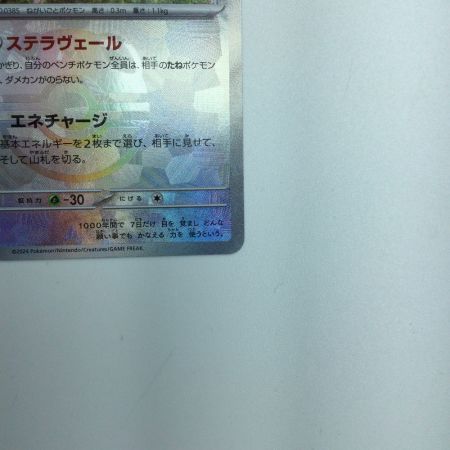 0385 ねがいごとポケモン 高さ：0.3m 重さ：1.1kg
ステラヴェール
かぎり、自分のベンチポケモン全員は、相手のたねポケモン
、ダメカンがのらない。
エネチャージ
基本エネルギーを2枚まで選び、相手に見せて、
そして山札を切る。
抵抗力 -30 にげる
1000年間で 7日だけ 目を 覚まし どんな
願い事でも かなえる 力を 使うという。
©2024 Pokémon/Nintendo/Creatures/GAME FREAK.